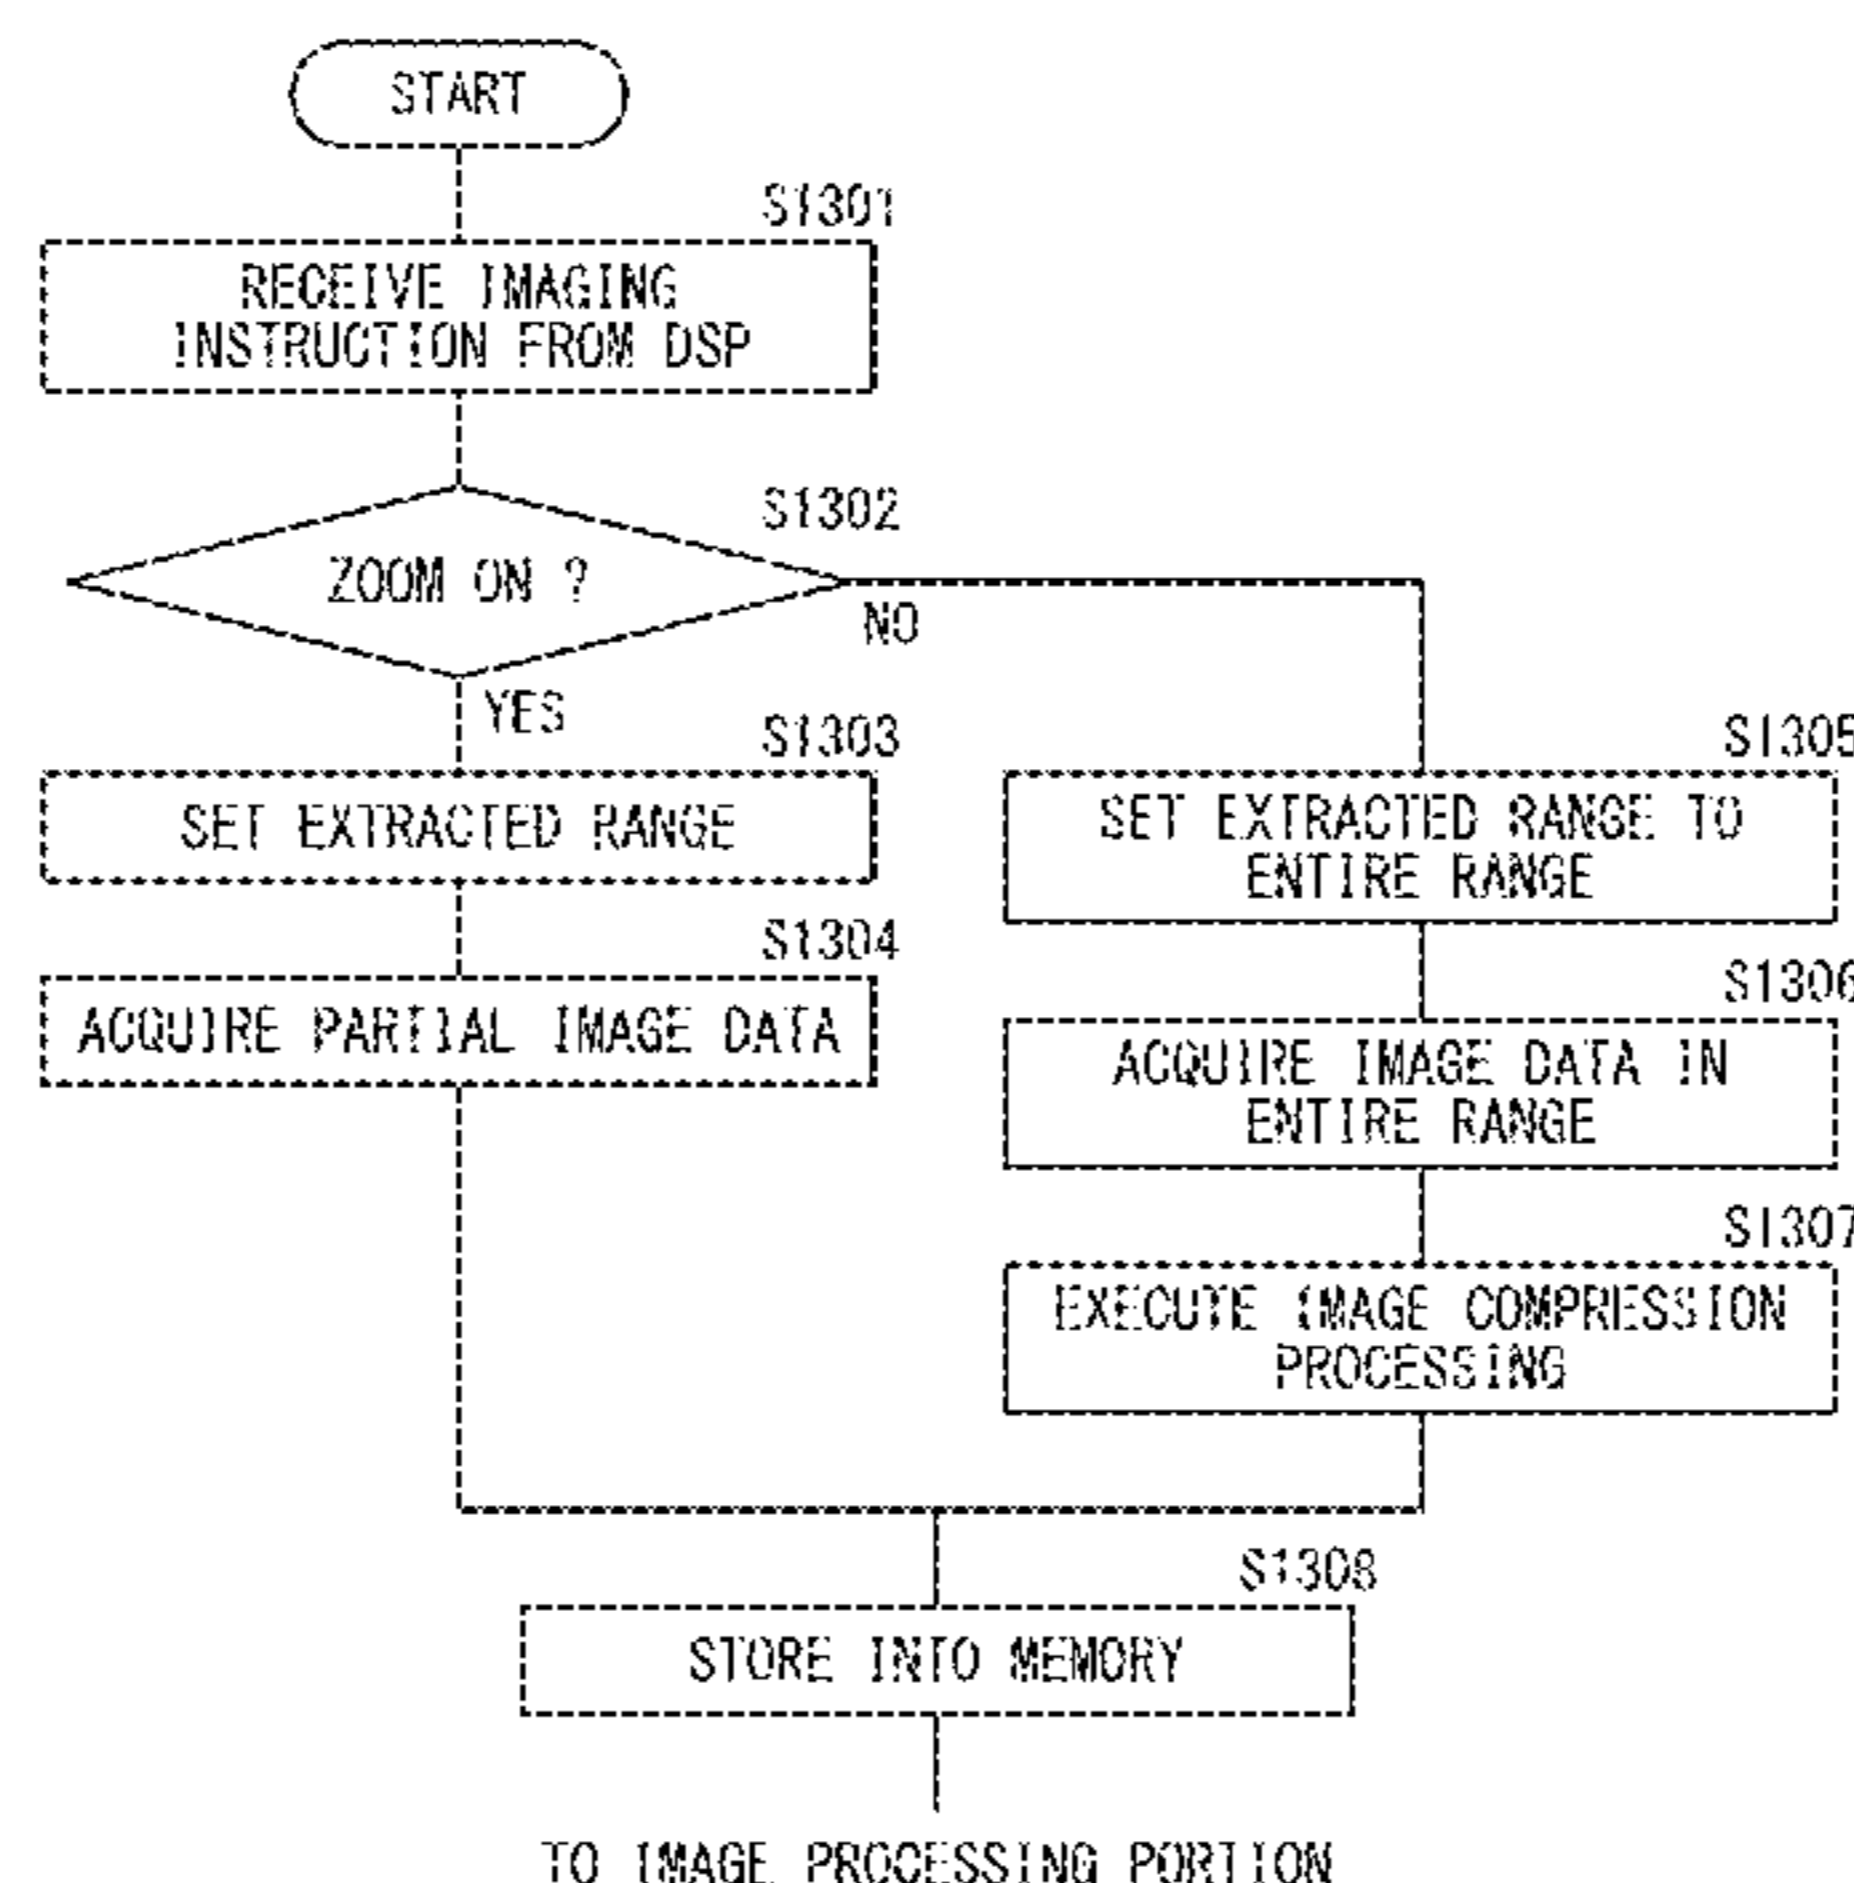 START
S1301
RECEIVE IMAGING
INSTRUCTION FROM DSP
S1302
ZOOM ON ?
NO
YES
S1303
SET EXTRACTED RANGE
S1304
ACQUIRE PARTIAL IMAGE DATA
S1305
SET EXTRACTED RANGE TO
ENTIRE RANGE
S1306
ACQUIRE IMAGE DATA IN
ENTIRE RANGE
S1307
EXECUTE IMAGE COMPRESSION
PROCESSING
S1308
STORE INTO MEMORY
TO IMAGE PROCESSING PORTION